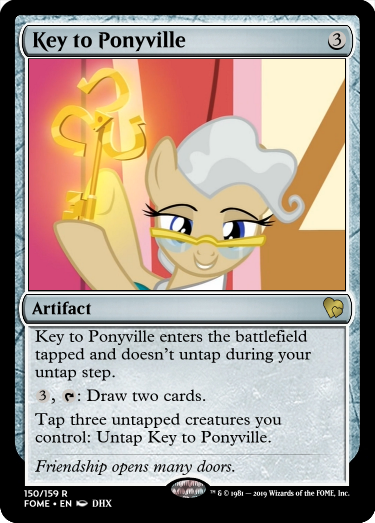 Key to Ponyville 3
Artifact
Key to Ponyville enters the battlefield
tapped and doesn't untap during your
untap step.
3, : Draw two cards.
Tap three untapped creatures you
control: Untap Key to Ponyville.
Friendship opens many doors.
150/159 R
FOME • EN DHX
™ & © 1981 — 2019 Wizards of the FOME, Inc.